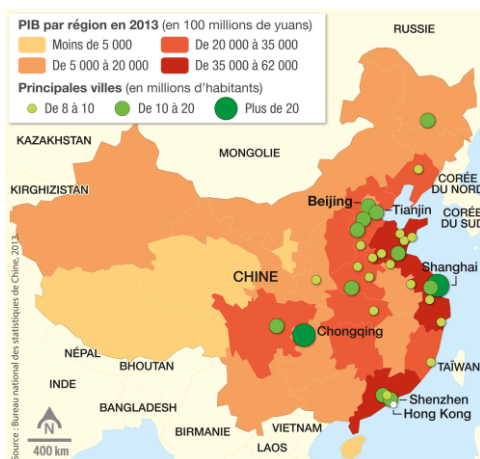 PIB par région en 2013 (en 100 millions de yuans)
Moins de 5 000
De 20 000 à 35 000
De 5 000 à 20 000
De 35 000 à 62 000
Principales villes (en millions d'habitants)
De 8 à 10
De 10 à 20
Plus de 20
RUSSIE
KAZAKHSTAN
MONGOLIE
KIRGHIZISTAN
CORÉE
DU NORD
Beijing
Tianjin
CORÉE
DU SUD
CHINE
Shanghai
Chongqing
NÉPAL
BHOUTAN
TAÏWAN
INDE
BANGLADESH
Shenzhen
Hong Kong
BIRMANIE
VIETNAM
LAOS
N
400 km
Source : Bureau national des statistiques de Chine, 2013.